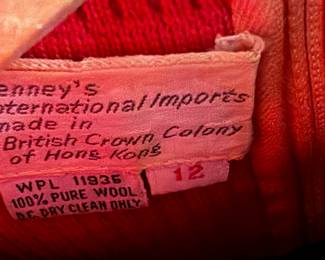 enney's
nternational Imports
made in
British Crown Colony
of Hong Kong
12
WPL 11936
100% PURE WOOL
D.C. DRY CLEAN ONLY